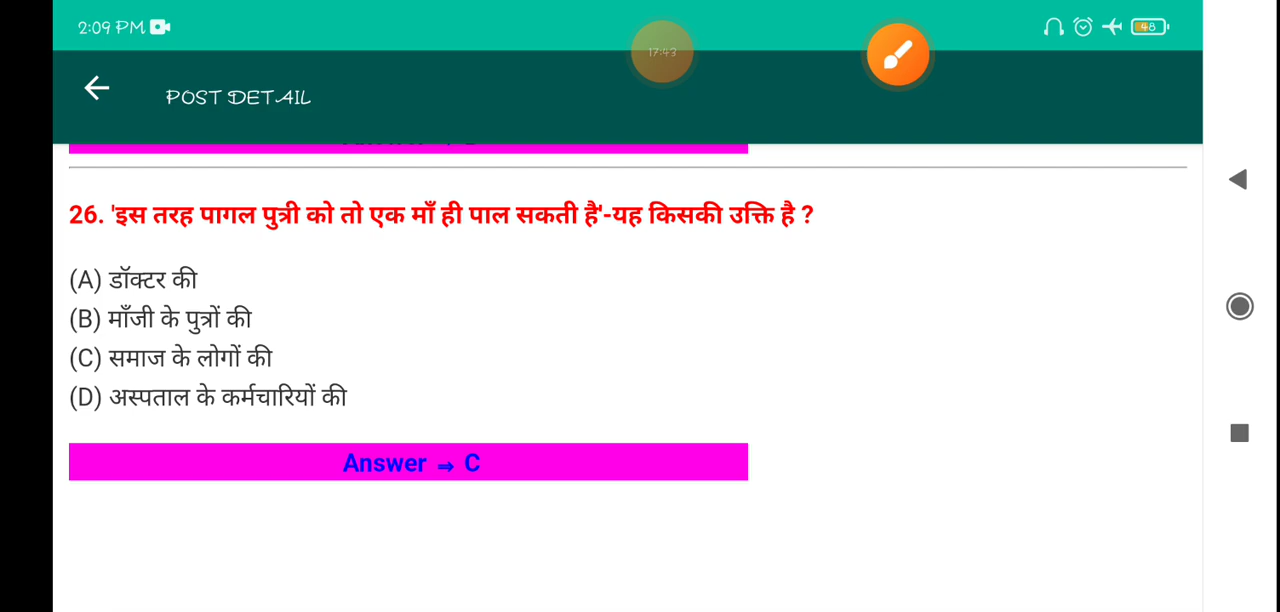 2:09 PM
48
17:43
POST DETAIL
26. 'इस तरह पागल पुत्री को तो एक माँ ही पाल सकती है'-यह किसकी उक्ति है ?
(A) डॉक्टर की
(B) माँजी के पुत्रों की
(C) समाज के लोगों की
(D) अस्पताल के कर्मचारियों की
Answer ⇒ C